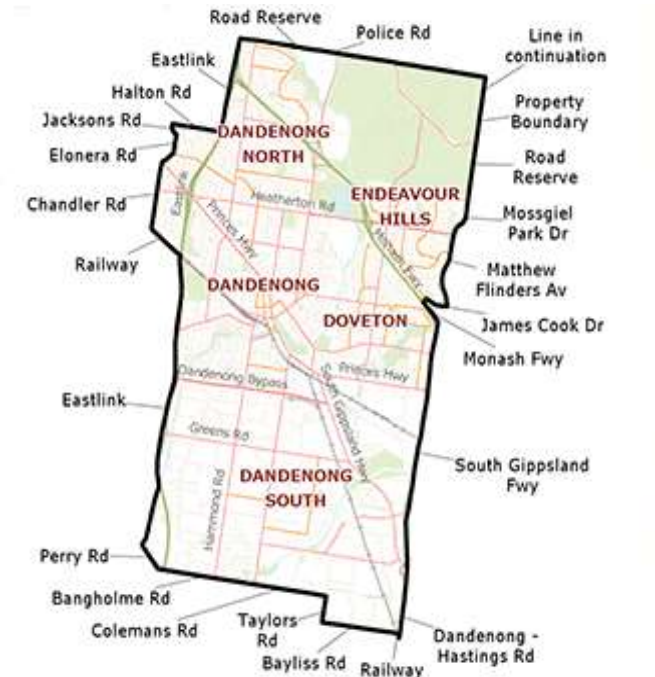 Road Reserve
Police Rd
Line in
continuation
Eastlink
Halton Rd
Property
Boundary
Jacksons Rd
DANDENONG
NORTH
Elonera Rd
Road
Reserve
Eastlink
Heatherton Rd
ENDEAVOUR
HILLS
Chandler Rd
Mossgiel
Park Dr
Princes Hwy
Monash Fwy
Railway
Matthew
Flinders Av
DANDENONG
DOVETON
James Cook Dr
Monash Fwy
Princes Hwy
Dandenong Bypass
South Gippsland Hwy
Eastlink
Greens Rd
South Gippsland
Fwy
DANDENONG
SOUTH
Hammond Rd
Perry Rd
Bangholme Rd
Colemans Rd
Taylors
Rd
Dandenong -
Hastings Rd
Bayliss Rd
Railway